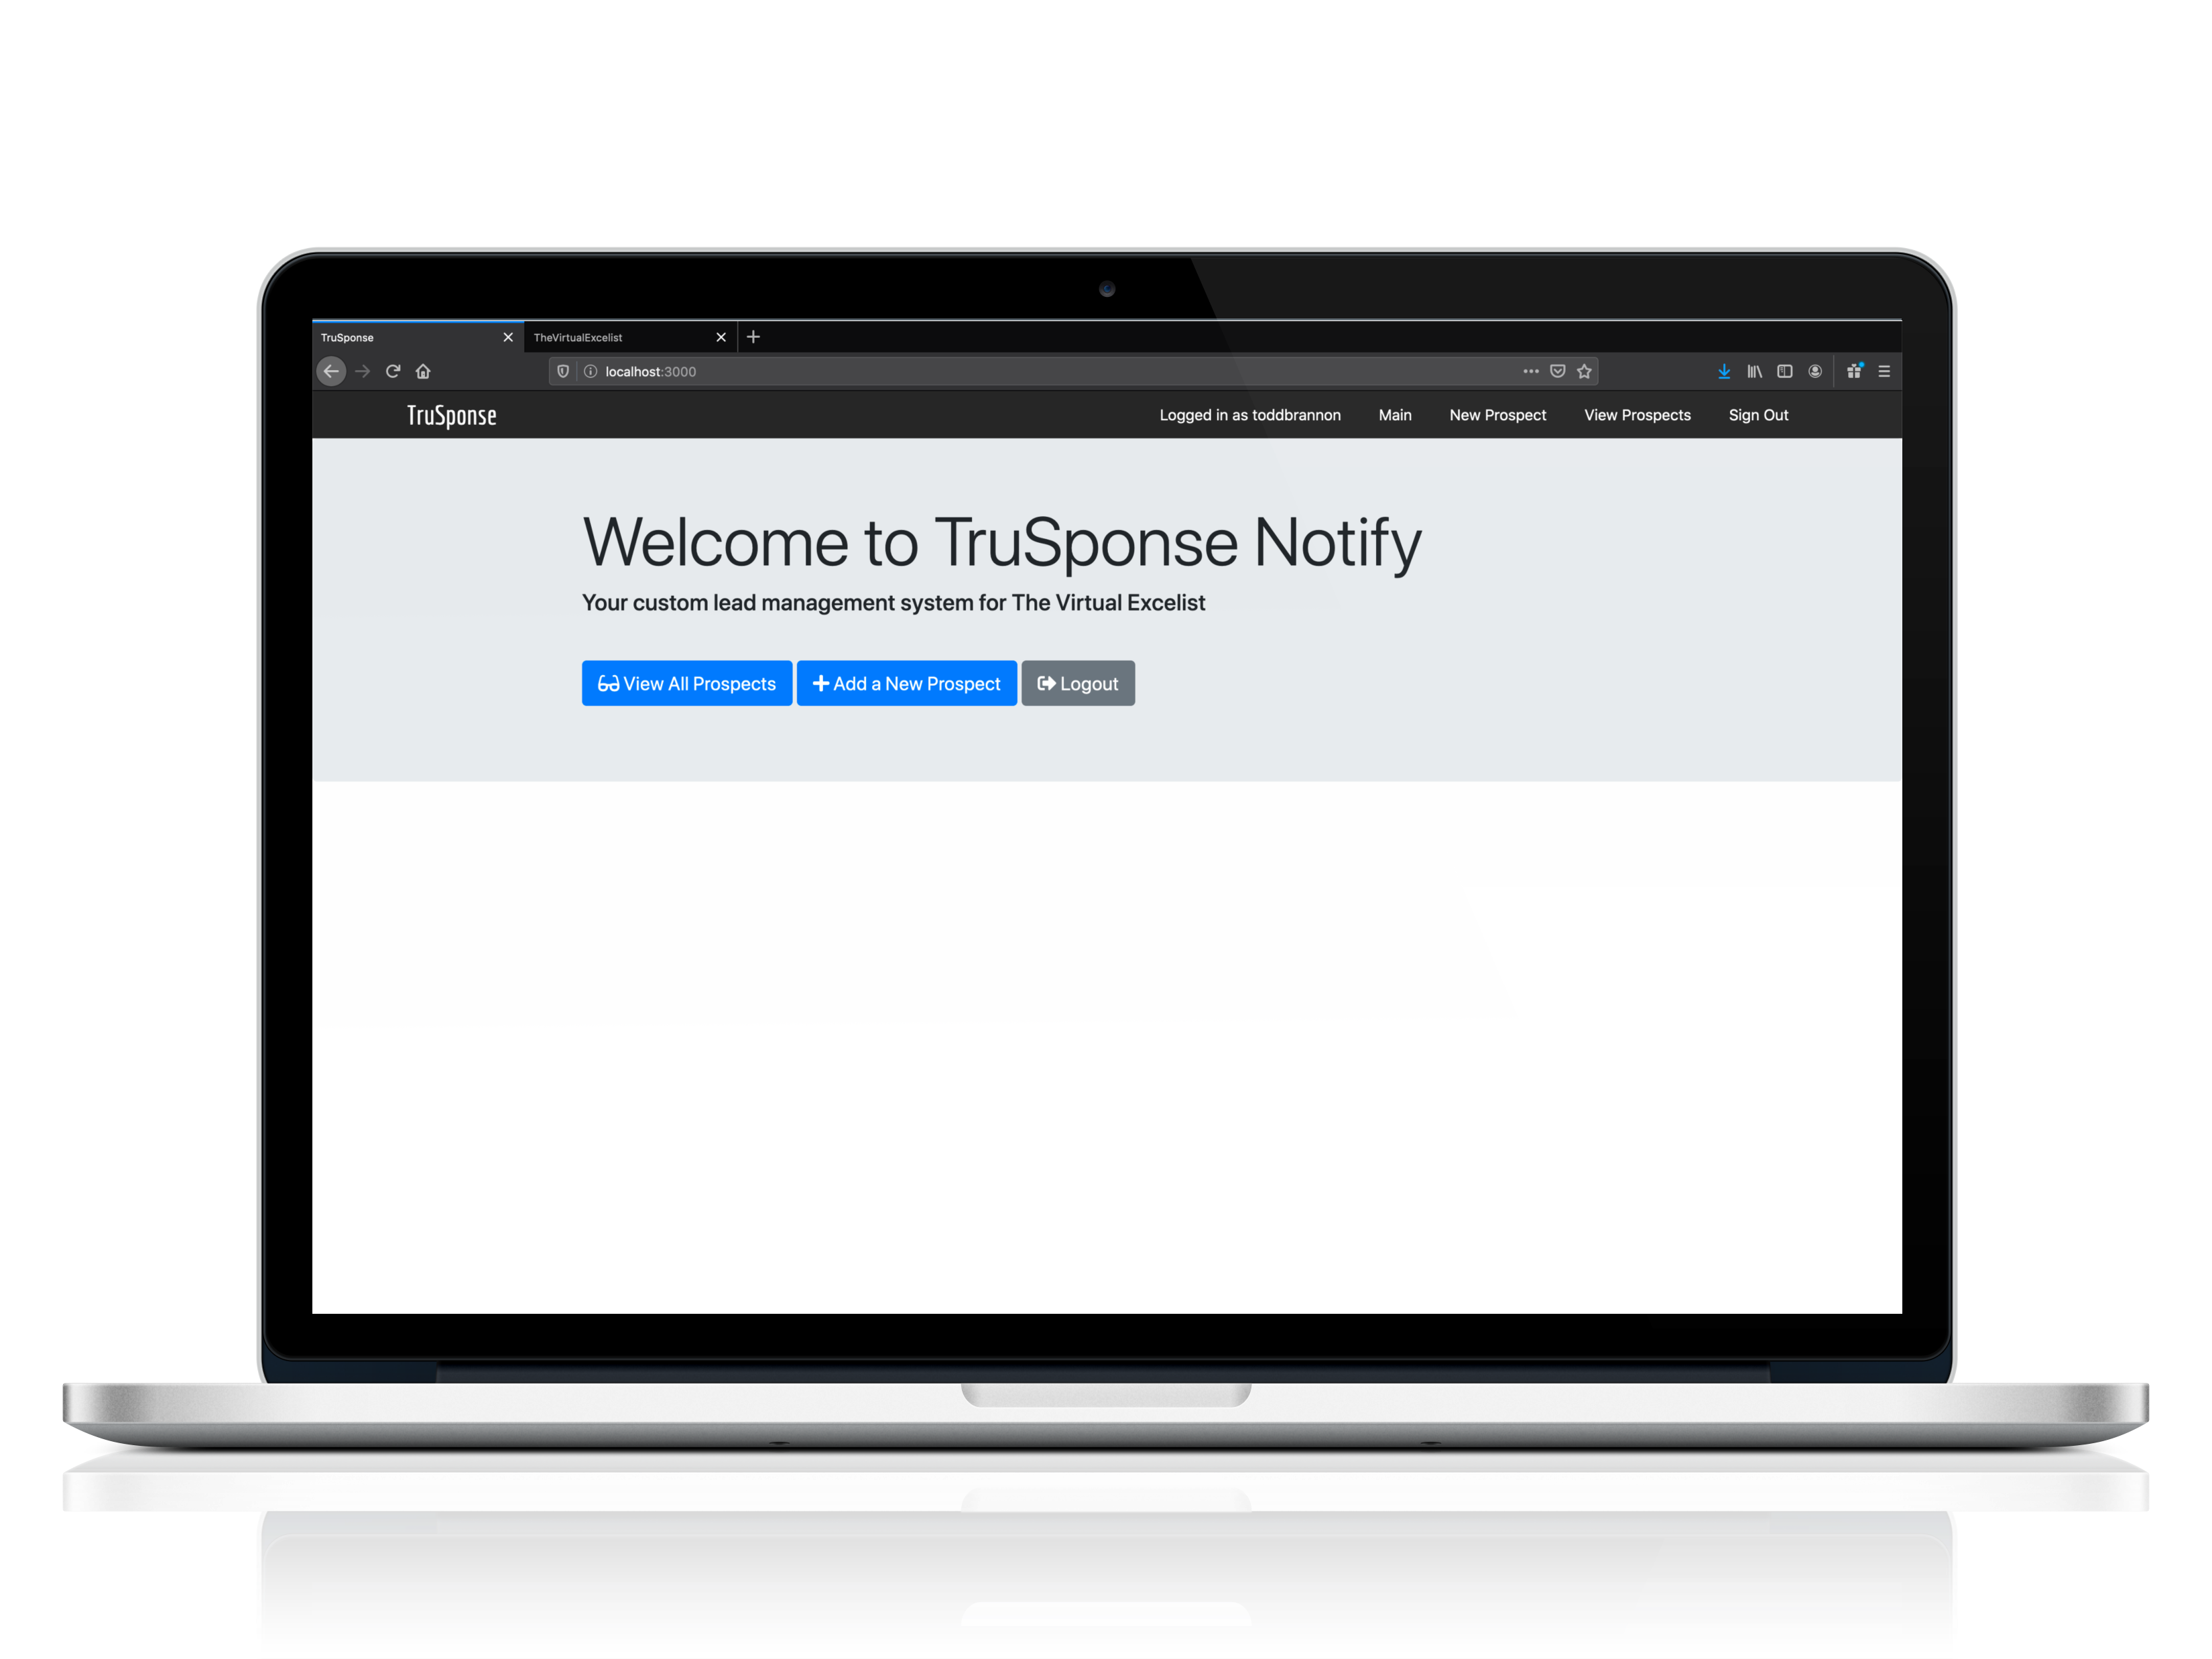 TruSponse
TheVirtualExcelist
localhost:3000
TruSponse
Logged in as toddbrannon
Main
New Prospect
View Prospects
Sign Out
Welcome to TruSponse Notify
Your custom lead management system for The Virtual Excelist
View All Prospects
Add a New Prospect
Logout